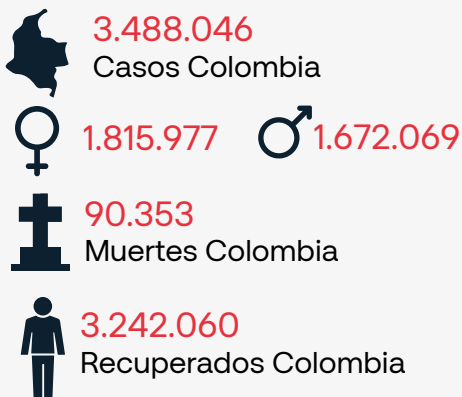 3.488.046
Casos Colombia
1.815.977 1.672.069
90.353
Muertes Colombia
3.242.060
Recuperados Colombia